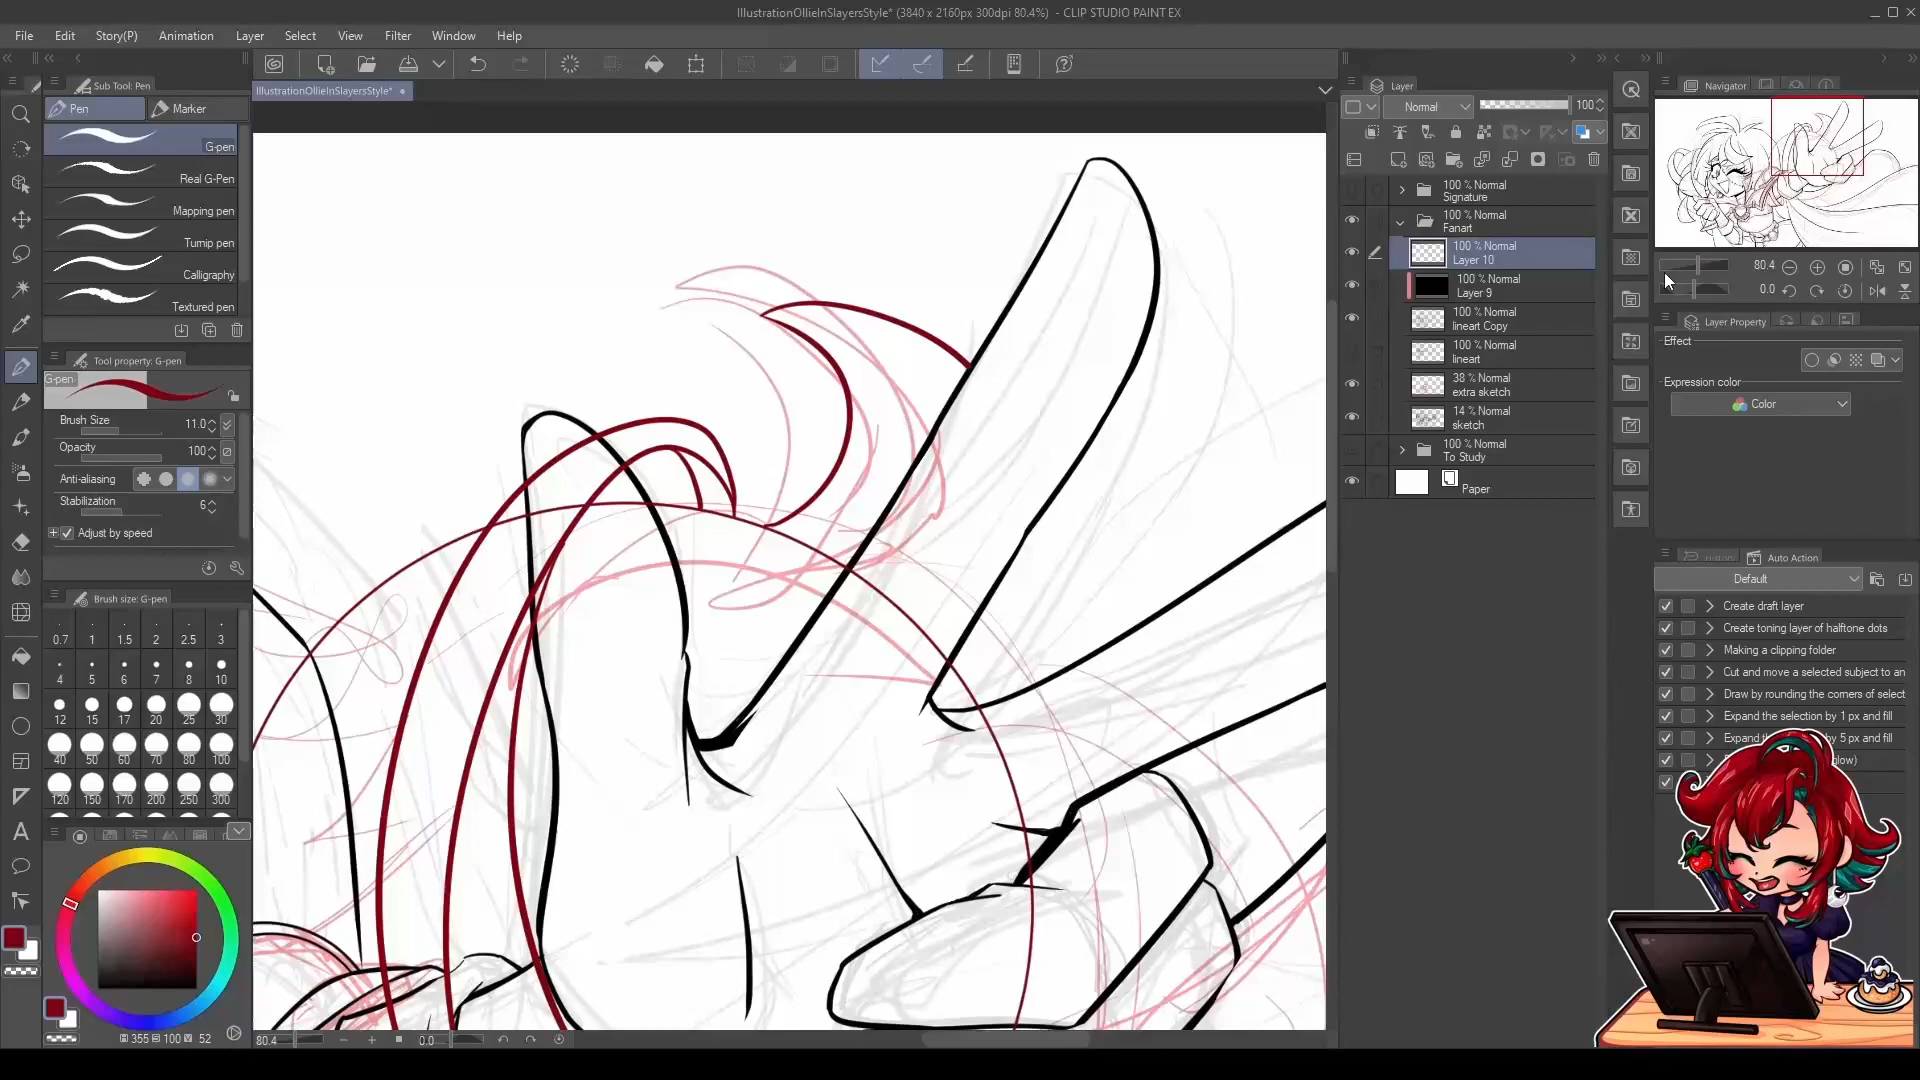 IllustrationOllieInSlayersStyle* (3840 x 2160px 300dpi 80.4%) - CLIP STUDIO PAINT EX
File Edit Story(P) Animation Layer Select View Filter Window Help
Sub Tool: Pen
Pen Marker
G-pen
Real G-Pen
Mapping pen
Turnip pen
Calligraphy
Textured pen
Tool property: G-pen
G-pen
Brush Size 11.0
Opacity 100
Anti-aliasing
Stabilization 6
Adjust by speed
Brush size: G-pen
0.7 1 1.5 2 2.5 3
4 5 6 7 8 10
12 15 17 20 25 30
40 50 60 70 80 100
120 150 170 200 250 300
355 100 V 52
IllustrationOllieInSlayersStyle*
80.4 0.0
Layer
Normal 100
100 % Normal
Signature
100 % Normal
Fanart
100 % Normal
Layer 10
100 % Normal
Layer 9
100 % Normal
lineart Copy
100 % Normal
lineart
38 % Normal
extra sketch
14 % Normal
sketch
100 % Normal
To Study
Paper
Navigator
80.4
0.0
Layer Property
Effect
Expression color
Color
Auto Action
Default
Create draft layer
Create toning layer of halftone dots
Making a clipping folder
Cut and move a selected subject to an
Draw by rounding the corners of select
Expand the selection by 1 px and fill
Expand the by 5 px and fill
glow)